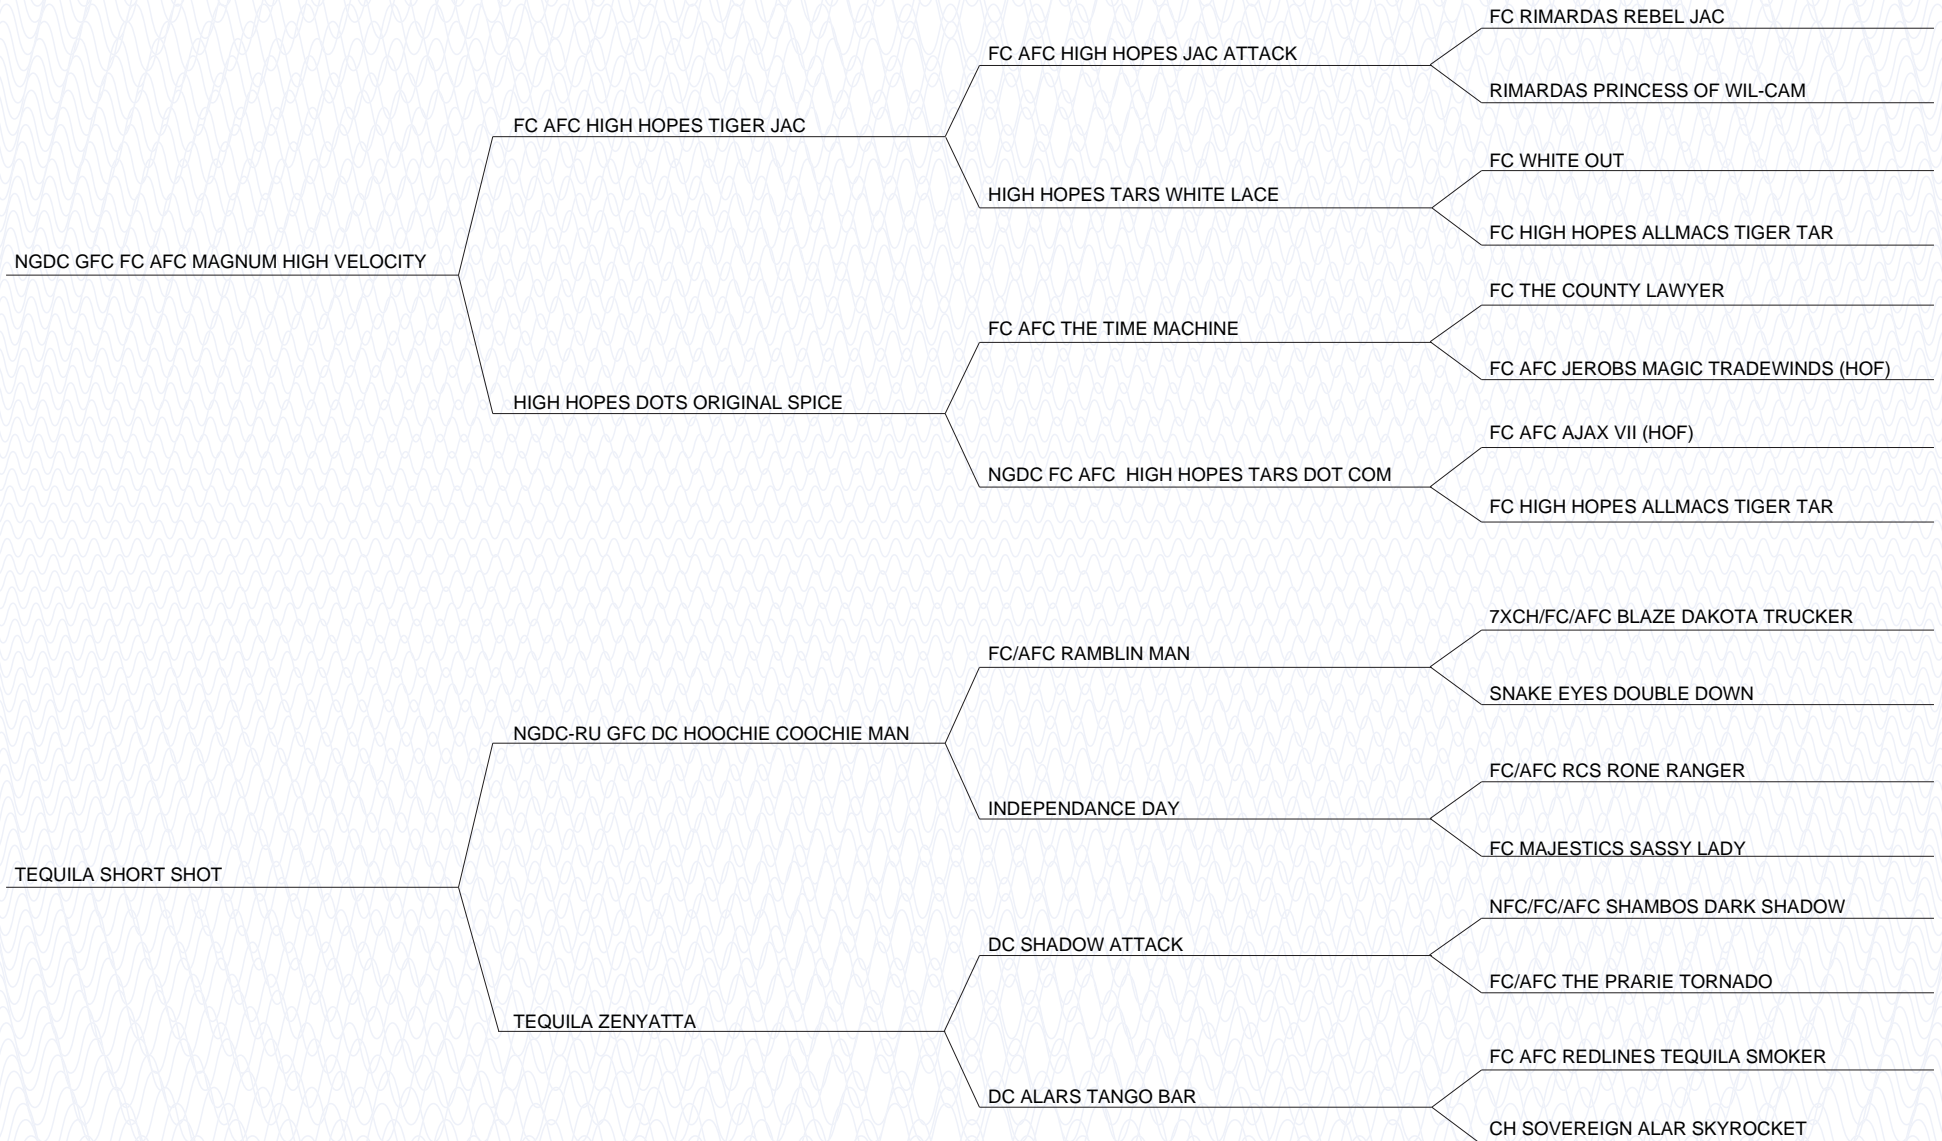 FC RIMARDAS REBEL JAC
FC AFC HIGH HOPES JAC ATTACK
RIMARDAS PRINCESS OF WIL-CAM
FC AFC HIGH HOPES TIGER JAC
FC WHITE OUT
HIGH HOPES TARS WHITE LACE
FC HIGH HOPES ALLMACS TIGER TAR
NGDC GFC FC AFC MAGNUM HIGH VELOCITY
FC THE COUNTY LAWYER
FC AFC THE TIME MACHINE
FC AFC JEROBS MAGIC TRADEWINDS (HOF)
HIGH HOPES DOTS ORIGINAL SPICE
FC AFC AJAX VII (HOF)
NGDC FC AFC  HIGH HOPES TARS DOT COM
FC HIGH HOPES ALLMACS TIGER TAR
7XCH/FC/AFC BLAZE DAKOTA TRUCKER
FC/AFC RAMBLIN MAN
SNAKE EYES DOUBLE DOWN
NGDC-RU GFC DC HOOCHIE COOCHIE MAN
FC/AFC RCS RONE RANGER
INDEPENDANCE DAY
FC MAJESTICS SASSY LADY
TEQUILA SHORT SHOT
NFC/FC/AFC SHAMBOS DARK SHADOW
DC SHADOW ATTACK
FC/AFC THE PRARIE TORNADO
TEQUILA ZENYATTA
FC AFC REDLINES TEQUILA SMOKER
DC ALARS TANGO BAR
CH SOVEREIGN ALAR SKYROCKET